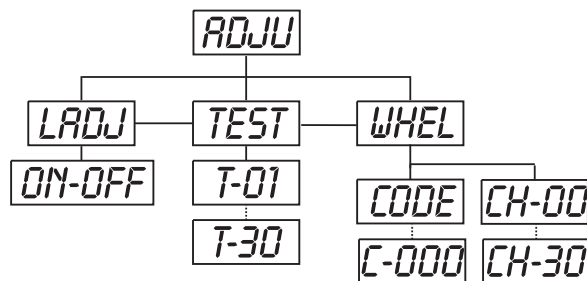 ADJU
LADJ TEST WHEL
ON-OFF T-01
CODE CH-00
T-30
C-000 CH-30